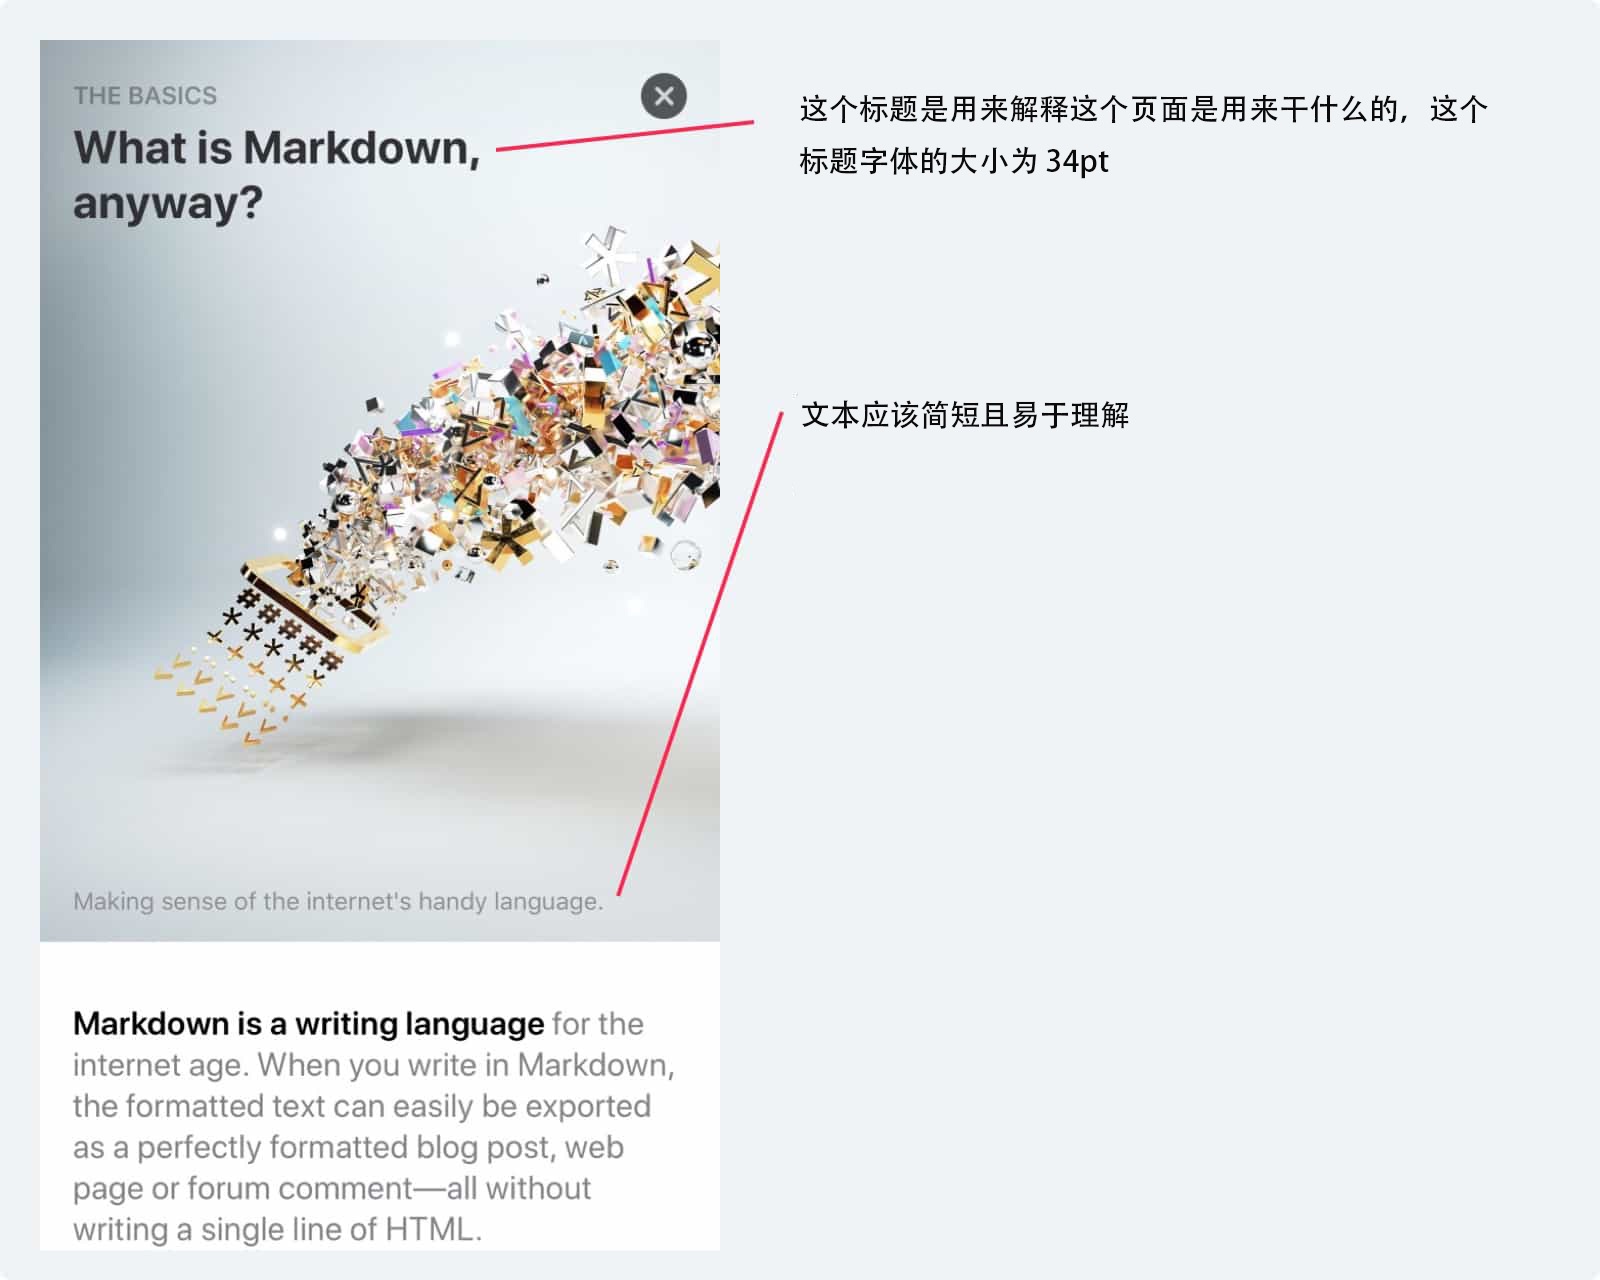 THE BASICS
What is Markdown,
anyway?
这个标题是用来解释这个页面是用来干什么的，这个
标题字体的大小为 34pt
文本应该简短且易于理解
Making sense of the internet's handy language.
Markdown is a writing language for the
internet age. When you write in Markdown,
the formatted text can easily be exported
as a perfectly formatted blog post, web
page or forum comment—all without
writing a single line of HTML.